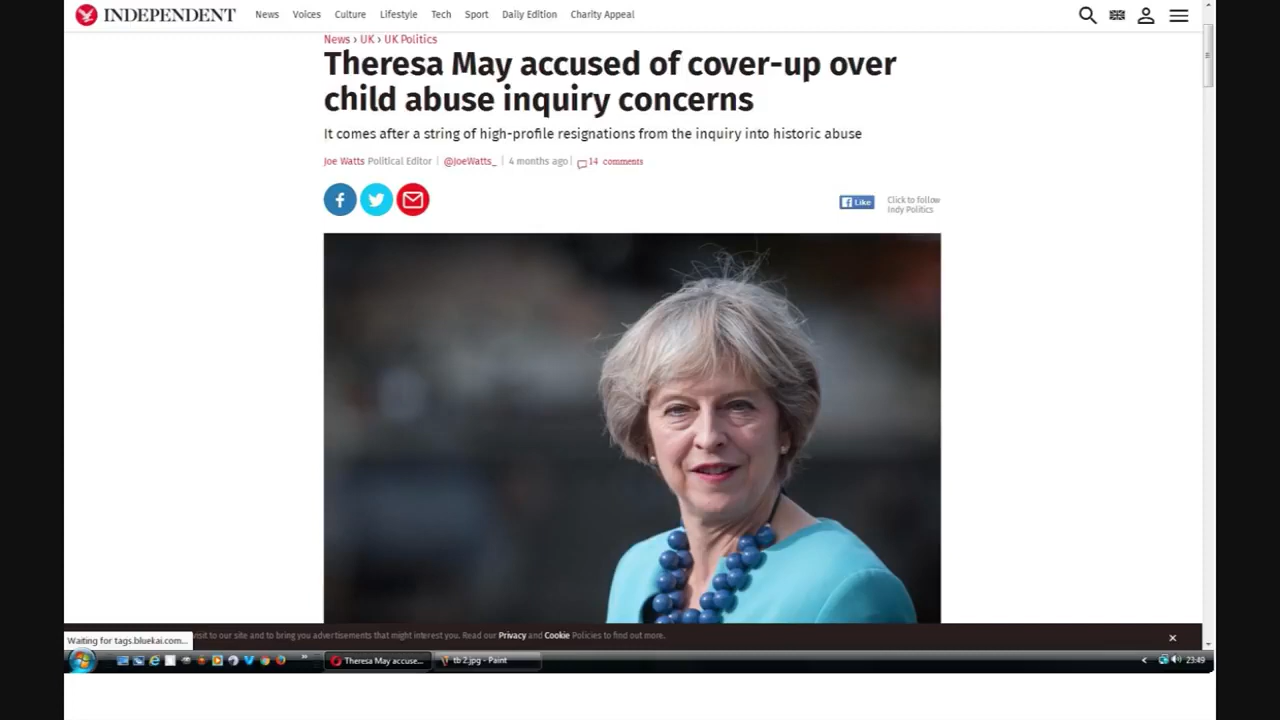 INDEPENDENT News Voices Culture Lifestyle Tech Sport Daily Edition Charity Appeal
News › UK › UK Politics
Theresa May accused of cover-up over
child abuse inquiry concerns
It comes after a string of high-profile resignations from the inquiry into historic abuse
Joe Watts Political Editor | @JoeWatts_ | 4 months ago | 14 comments
f Like
Click to follow
Indy Politics
Waiting for tags.bluekai.com... visit to our site and to bring you advertisements that might interest you. Read our Privacy and Cookie Policies to find out more. ×
Theresa May accuse... tb 2.jpg - Paint 23:49